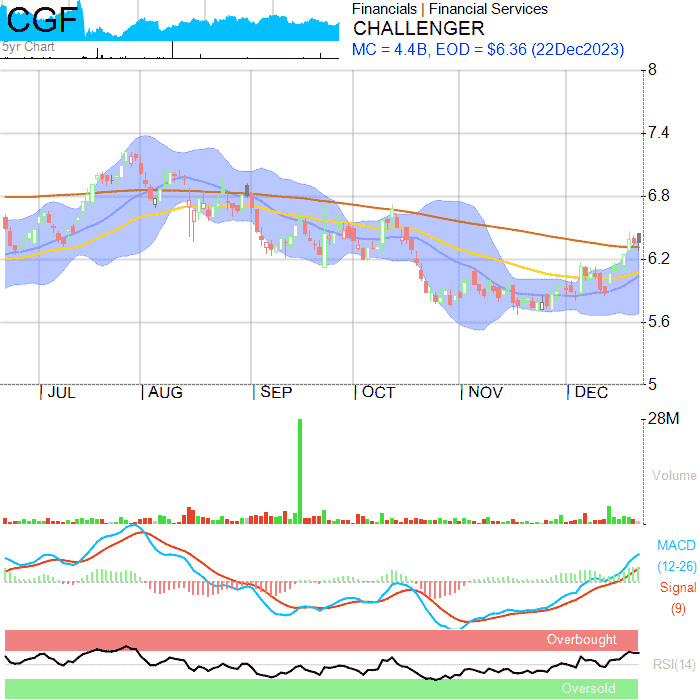 CGF
5yr Chart
Financials | Financial Services
CHALLENGER
MC = 4.4B, EOD = $6.36 (22Dec2023)
8
7.4
6.8
6.2
5.6
5
JUL AUG SEP OCT NOV DEC
28M
Volume
MACD
(12-26)
Signal
(9)
Overbought
RSI(14)
Oversold